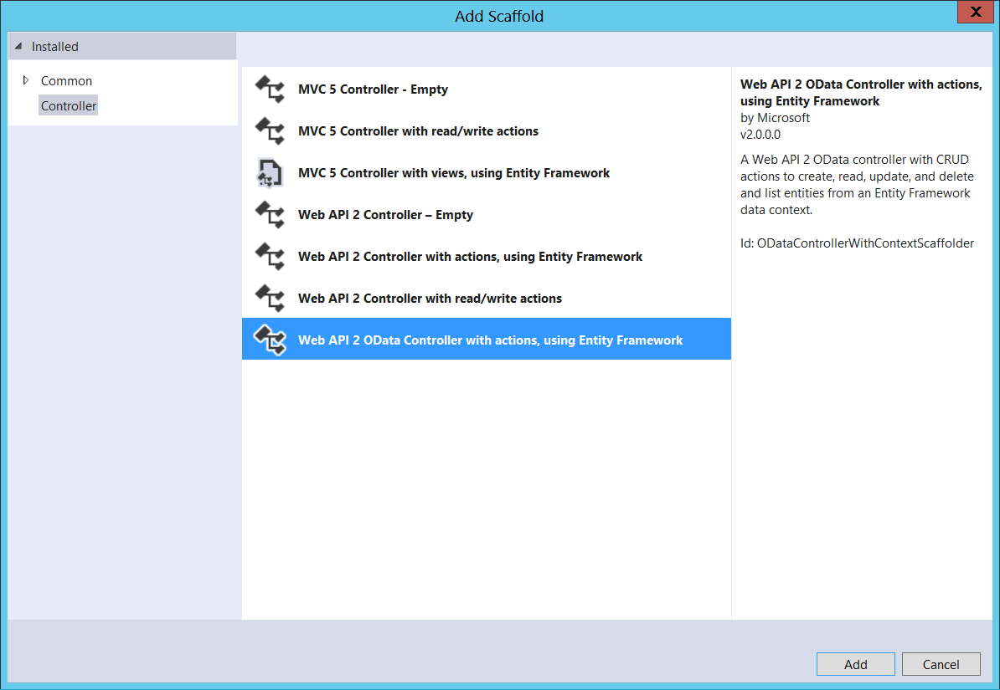 Add Scaffold
X
Installed
Common
Controller
MVC 5 Controller - Empty
MVC 5 Controller with read/write actions
MVC 5 Controller with views, using Entity Framework
Web API 2 Controller – Empty
Web API 2 Controller with actions, using Entity Framework
Web API 2 Controller with read/write actions
Web API 2 OData Controller with actions, using Entity Framework
Web API 2 OData Controller with actions,
using Entity Framework
by Microsoft
v2.0.0.0
A Web API 2 OData controller with CRUD
actions to create, read, update, and delete
and list entities from an Entity Framework
data context.
Id: ODataControllerWithContextScaffolder
Add
Cancel